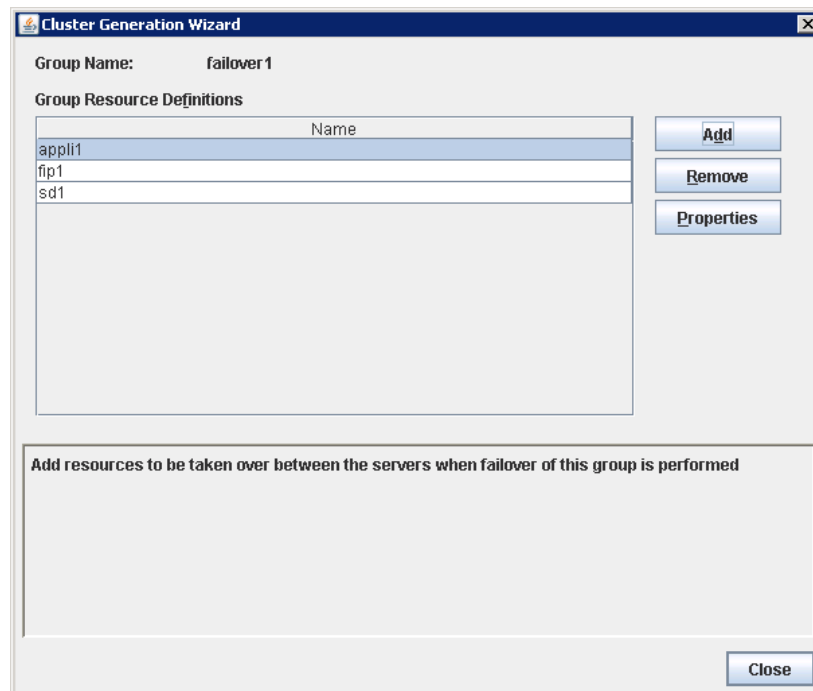 Cluster Generation Wizard
Group Name: failover1
Group Resource Definitions
Name
appli1
fip1
sd1
Add
Remove
Properties
Add resources to be taken over between the servers when failover of this group is performed
Close